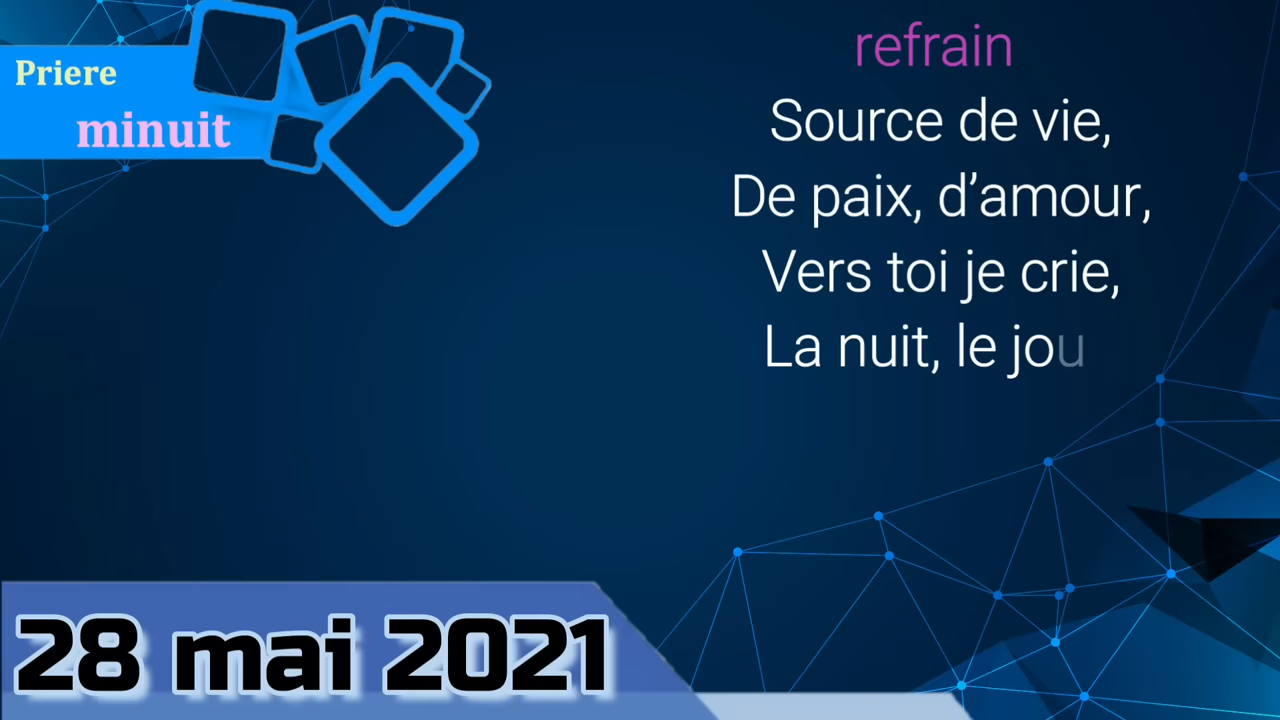 Priere
minuit
refrain
Source de vie,
De paix, d’amour,
Vers toi je crie,
La nuit, le jou
28 mai 2021